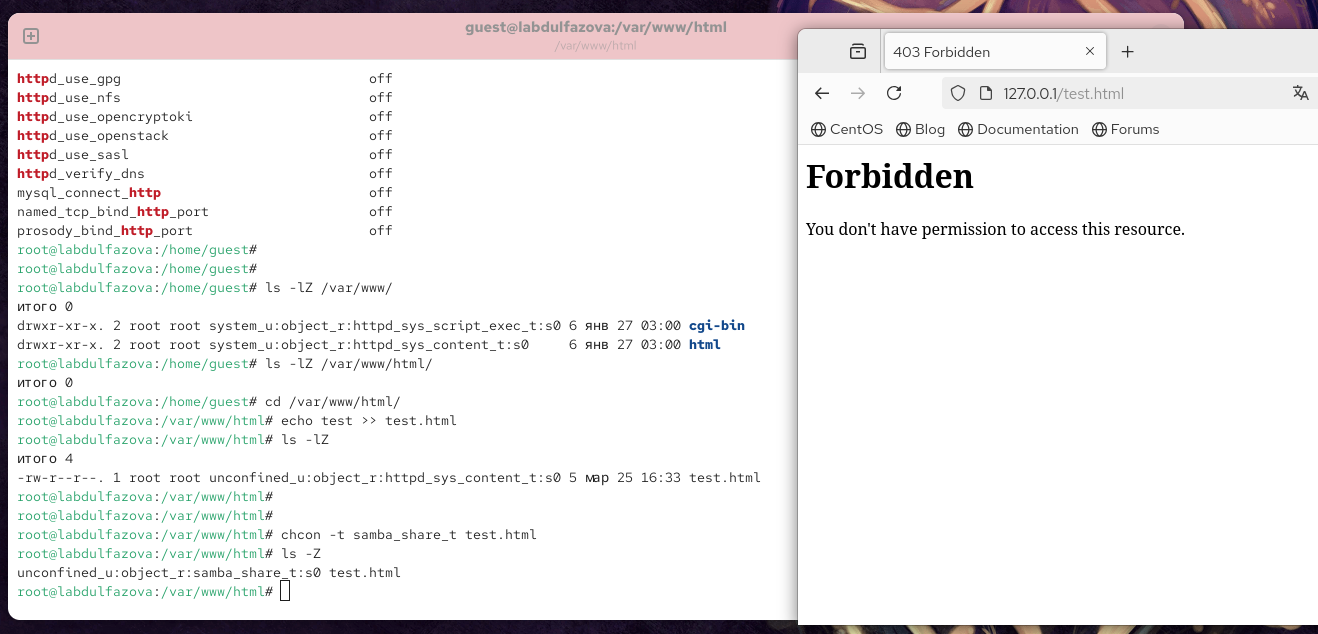 guest@labdulfazova:/var/www/html
/var/www/html
httpd_use_gpg off
httpd_use_nfs off
httpd_use_opencryptoki off
httpd_use_openstack off
httpd_use_sasl off
httpd_verify_dns off
mysql_connect_http off
named_tcp_bind_http_port off
prosody_bind_http_port off
root@labdulfazova:/home/guest#
root@labdulfazova:/home/guest#
root@labdulfazova:/home/guest# ls -lZ /var/www/
итого 0
drwxr-xr-x. 2 root root system_u:object_r:httpd_sys_script_exec_t:s0 6 янв 27 03:00 cgi-bin
drwxr-xr-x. 2 root root system_u:object_r:httpd_sys_content_t:s0 6 янв 27 03:00 html
root@labdulfazova:/home/guest# ls -lZ /var/www/html/
итого 0
root@labdulfazova:/home/guest# cd /var/www/html/
root@labdulfazova:/var/www/html# echo test >> test.html
root@labdulfazova:/var/www/html# ls -lZ
итого 4
-rw-r--r--. 1 root root unconfined_u:object_r:httpd_sys_content_t:s0 5 мар 25 16:33 test.html
root@labdulfazova:/var/www/html#
root@labdulfazova:/var/www/html#
root@labdulfazova:/var/www/html# chcon -t samba_share_t test.html
root@labdulfazova:/var/www/html# ls -Z
unconfined_u:object_r:samba_share_t:s0 test.html
root@labdulfazova:/var/www/html#
403 Forbidden
127.0.0.1/test.html
CentOS Blog Documentation Forums
Forbidden
You don't have permission to access this resource.